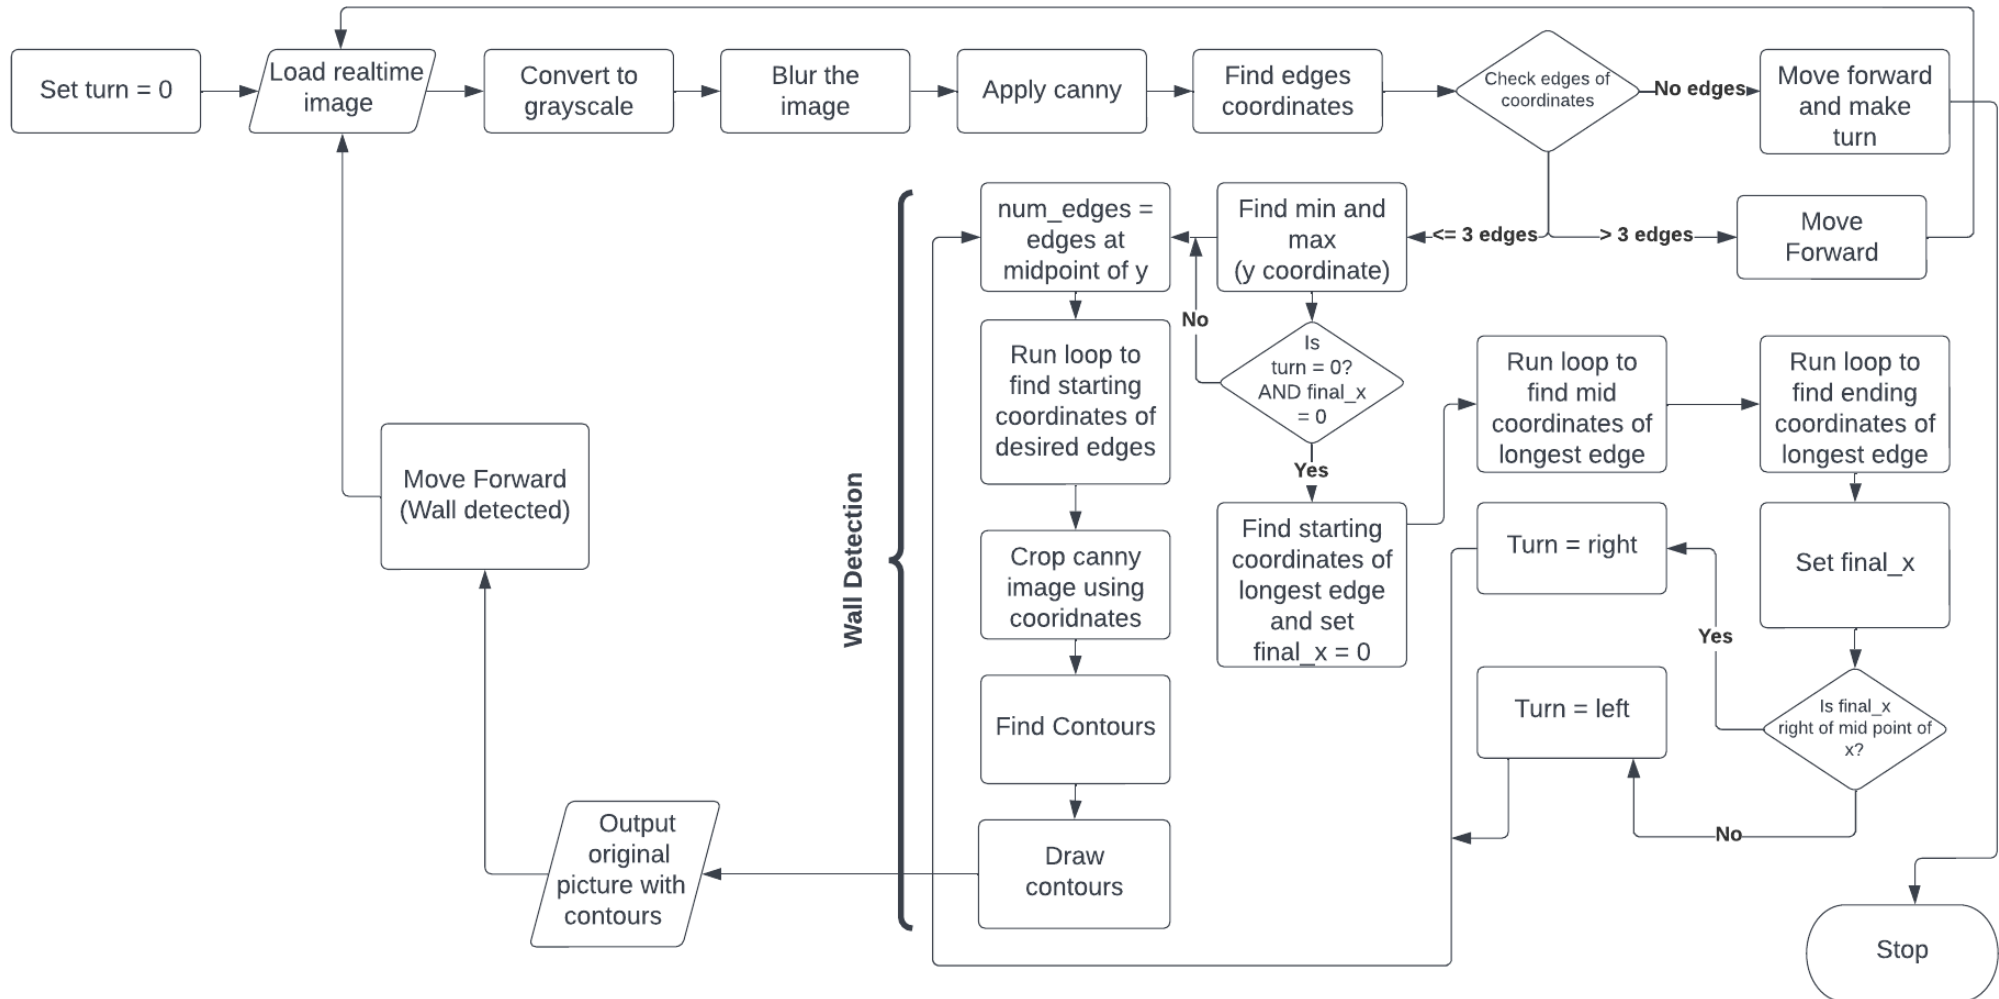 Set turn = 0
Load realtime
image
Convert to
grayscale
Blur the
image
Apply canny
Find edges
coordinates
Check edges of
coordinates
No edges
Move forward
and make
turn
num_edges =
edges at
midpoint of y
Find min and
max
(y coordinate)
<= 3 edges
> 3 edges
Move
Forward
No
Is
turn = 0?
AND final_x
= 0
Yes
Run loop to
find starting
coordinates of
desired edges
Run loop to
find mid
coordinates of
longest edge
Run loop to
find ending
coordinates of
longest edge
Move Forward
(Wall detected)
Wall Detection
Crop canny
image using
cooridnates
Find starting
coordinates of
longest edge
and set
final_x = 0
Turn = right
Set final_x
Yes
Find Contours
Turn = left
Is final_x
right of mid point of
x?
No
Output
original
picture with
contours
Draw
contours
Stop